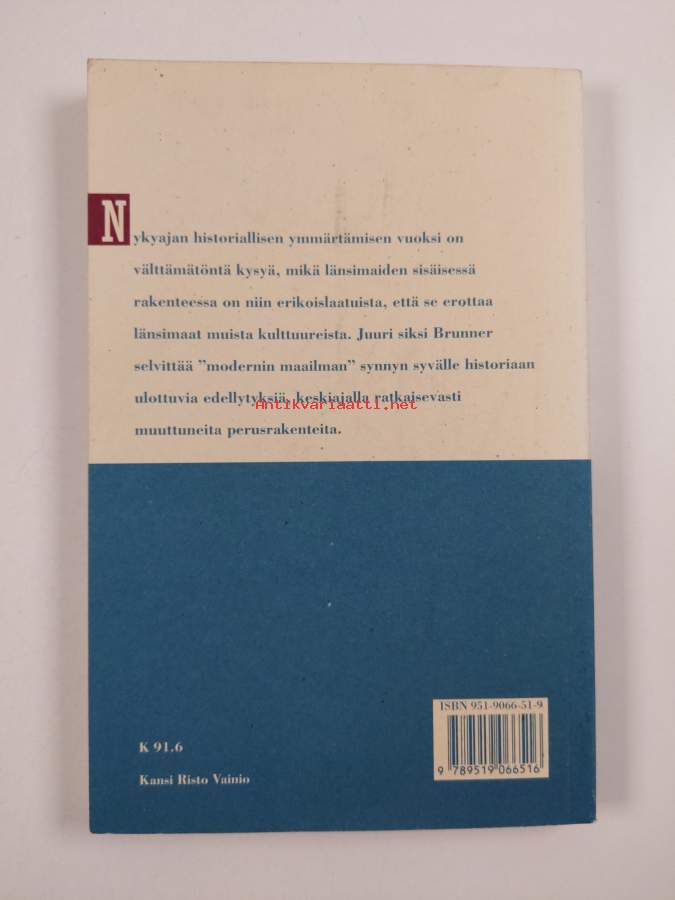 Nykyajan historiallisen ymmärtämisen vuoksi on
välttämätöntä kysyä, mikä länsimaiden sisäisessä
rakenteessa on niin erikoislaatuista, että se erottaa
länsimaat muista kulttuureista. Juuri siksi Brunner
selvittää ”modernin maailman” synnyn syvälle historiaan
ulottuvia edellytyksiä, keskiajalla ratkaisevasti
Antikvariaatti.net
muuttuneita perusrakenteita.
ISBN 951-9066-51-9
9 789519 066516
K 91.6
Kansi Risto Vainio